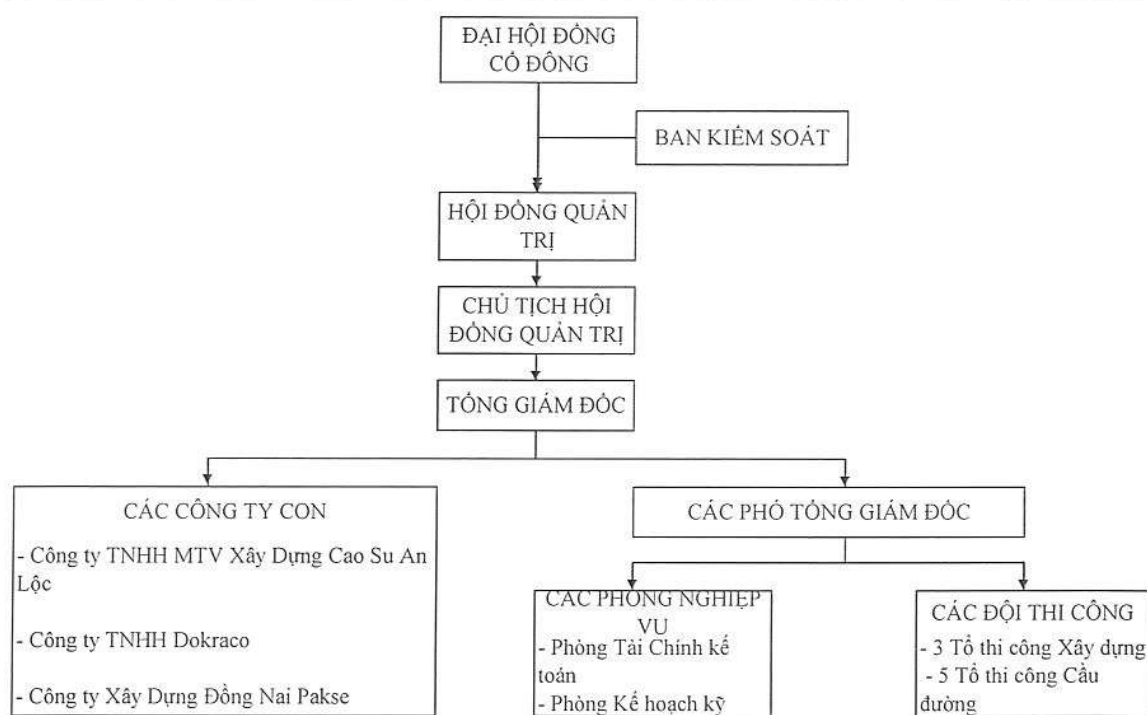 ĐẠI HỘI ĐỒNG
CỔ ĐÔNG
BAN KIỂM SOÁT
HỘI ĐỒNG QUẢN
TRỊ
CHỦ TỊCH HỘI
ĐỒNG QUẢN TRỊ
TỔNG GIÁM ĐỐC
CÁC CÔNG TY CON
- Công ty TNHH MTV Xây Dựng Cao Su An
Lộc
- Công ty TNHH Dokraco
- Công ty Xây Dựng Đồng Nai Pakse
CÁC PHÓ TỔNG GIÁM ĐỐC
CÁC PHÒNG NGHIỆP
VỤ
- Phòng Tài Chính kế
toán
- Phòng Kế hoạch kỹ
CÁC ĐỘI THI CÔNG
- 3 Tổ thi công Xây dựng
- 5 Tổ thi công Cầu
đường